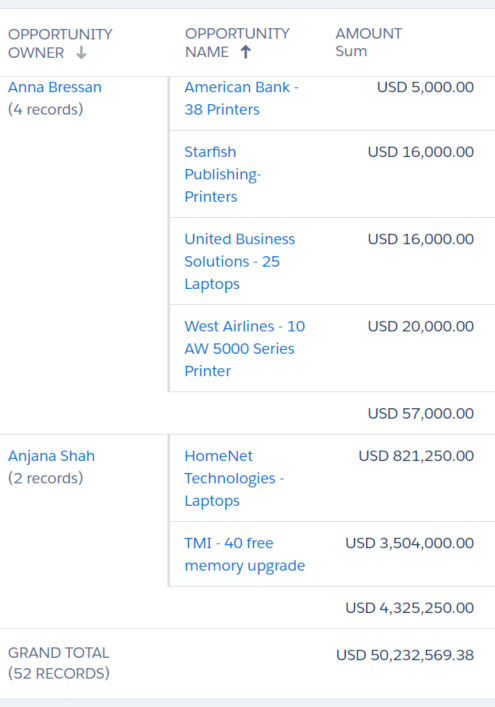 OPPORTUNITY OWNER ↓ OPPORTUNITY NAME ↑ AMOUNT Sum
Anna Bressan
(4 records)
American Bank -
38 Printers
USD 5,000.00
Starfish
Publishing-
Printers
USD 16,000.00
United Business
Solutions - 25
Laptops
USD 16,000.00
West Airlines - 10
AW 5000 Series
Printer
USD 20,000.00
USD 57,000.00
Anjana Shah
(2 records)
HomeNet
Technologies -
Laptops
USD 821,250.00
TMI - 40 free
memory upgrade
USD 3,504,000.00
USD 4,325,250.00
GRAND TOTAL
(52 RECORDS)
USD 50,232,569.38